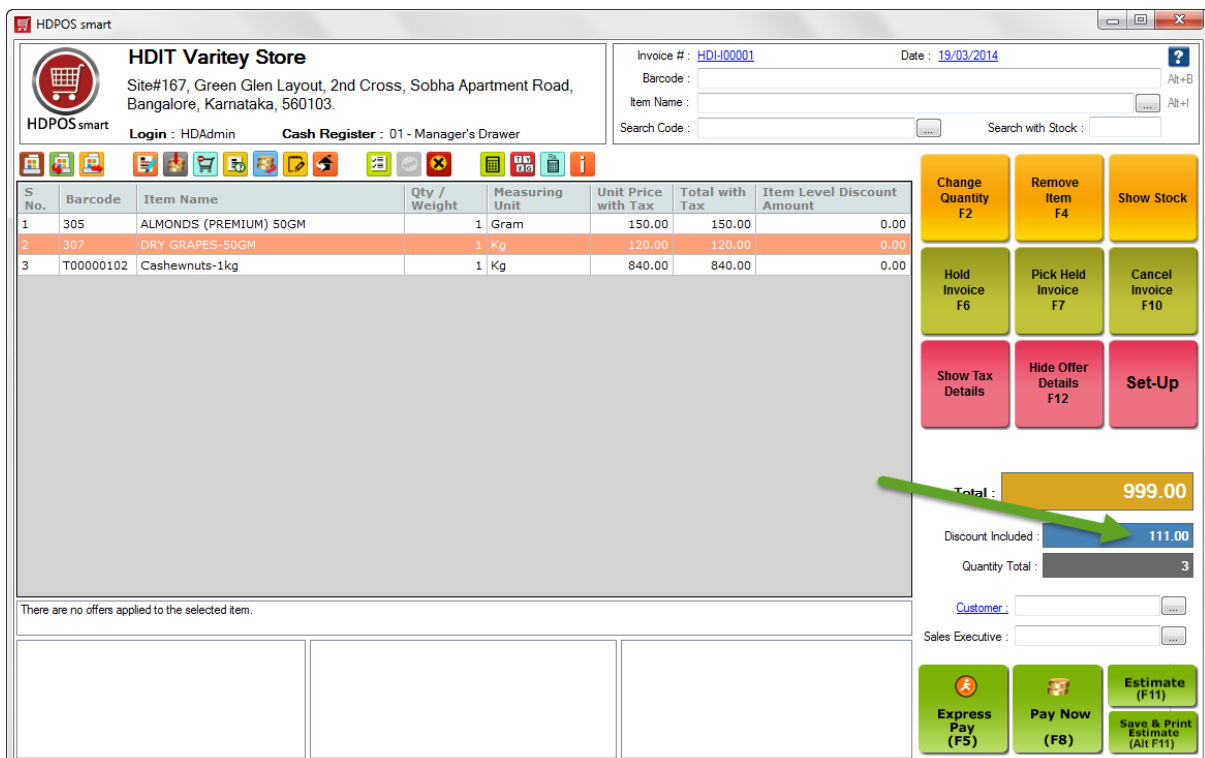 HDPOS smart
HDIT Varitey Store
Site#167, Green Glen Layout, 2nd Cross, Sobha Apartment Road,
Bangalore, Karnataka, 560103.
HDPOS smart
Login : HDAdmin Cash Register : 01 - Manager's Drawer
Invoice # : HDI-I00001 Date : 19/03/2014 ?
Barcode : Alt+B
Item Name : ... Alt+I
Search Code : ... Search with Stock :
S No. Barcode Item Name Qty / Weight Measuring Unit Unit Price with Tax Total with Tax Item Level Discount Amount
1 305 ALMONDS (PREMIUM) 50GM 1 Gram 150.00 150.00 0.00
2 307 DRY GRAPES-50GM 1 Kg 120.00 120.00 0.00
3 T00000102 Cashewnuts-1kg 1 Kg 840.00 840.00 0.00
Change Quantity F2
Remove Item F4
Show Stock
Hold Invoice F6
Pick Held Invoice F7
Cancel Invoice F10
Show Tax Details
Hide Offer Details F12
Set-Up
Total : 999.00
Discount Included : 111.00
Quantity Total : 3
There are no offers applied to the selected item.
Customer : ...
Sales Executive : ...
Express Pay (F5)
Pay Now (F8)
Estimate (F11)
Save & Print Estimate (Alt F11)